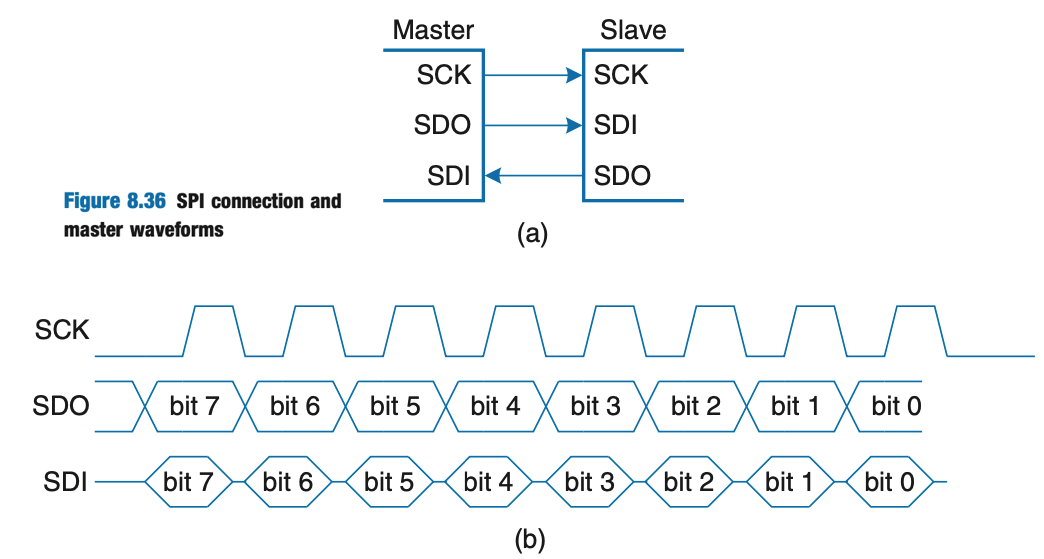 Master Slave
SCK SCK
SDO SDI
SDI SDO
Figure 8.36 SPI connection and
master waveforms
(a)
SCK
SDO bit 7 bit 6 bit 5 bit 4 bit 3 bit 2 bit 1 bit 0
SDI bit 7 bit 6 bit 5 bit 4 bit 3 bit 2 bit 1 bit 0
(b)